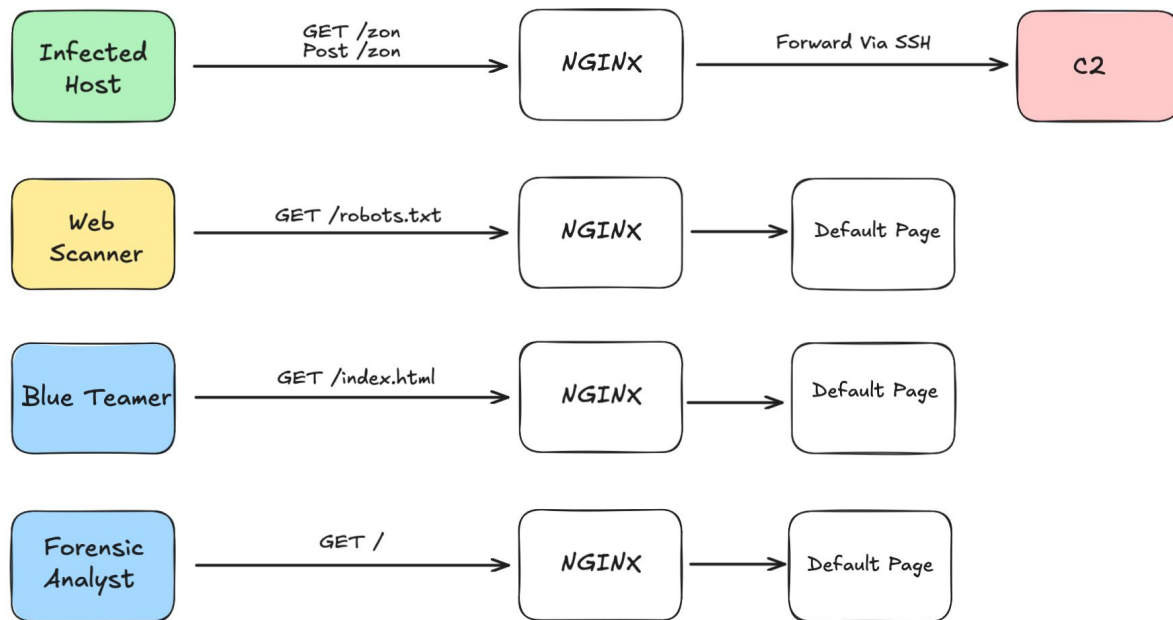 Infected
Host
GET /zon
Post /zon
NGINX
Forward Via SSH
C2
Web
Scanner
GET /robots.txt
NGINX
Default Page
Blue Teamer
GET /index.html
NGINX
Default Page
Forensic
Analyst
GET /
NGINX
Default Page